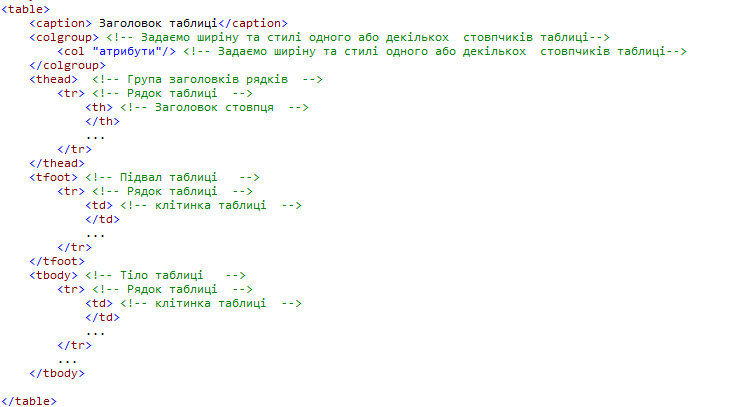 <table>
    <caption> Заголовок таблиці</caption>
    <colgroup> <!-- Задаємо ширіну та стилі одного або декількох  стовпчиків таблиці-->
        <col "атрибути"/> <!-- Задаємо ширіну та стилі одного або декількох  стовпчиків таблиці-->
    </colgroup>
    <thead>  <!-- Група заголовків рядків  -->
        <tr> <!-- Рядок таблиці  -->
            <th> <!-- Заголовок стовпця  -->
            </th>
            ...
        </tr>
    </thead>
    <tfoot> <!-- Підвал таблиці   -->
        <tr> <!-- Рядок таблиці  -->
            <td> <!-- клітинка таблиці  -->
            </td>
            ...
        </tr>
    </tfoot>
    <tbody> <!-- Тіло таблиці   -->
        <tr> <!-- Рядок таблиці  -->
            <td> <!-- клітинка таблиці  -->
            </td>
            ...
        </tr>
        ...
    </tbody>

</table>